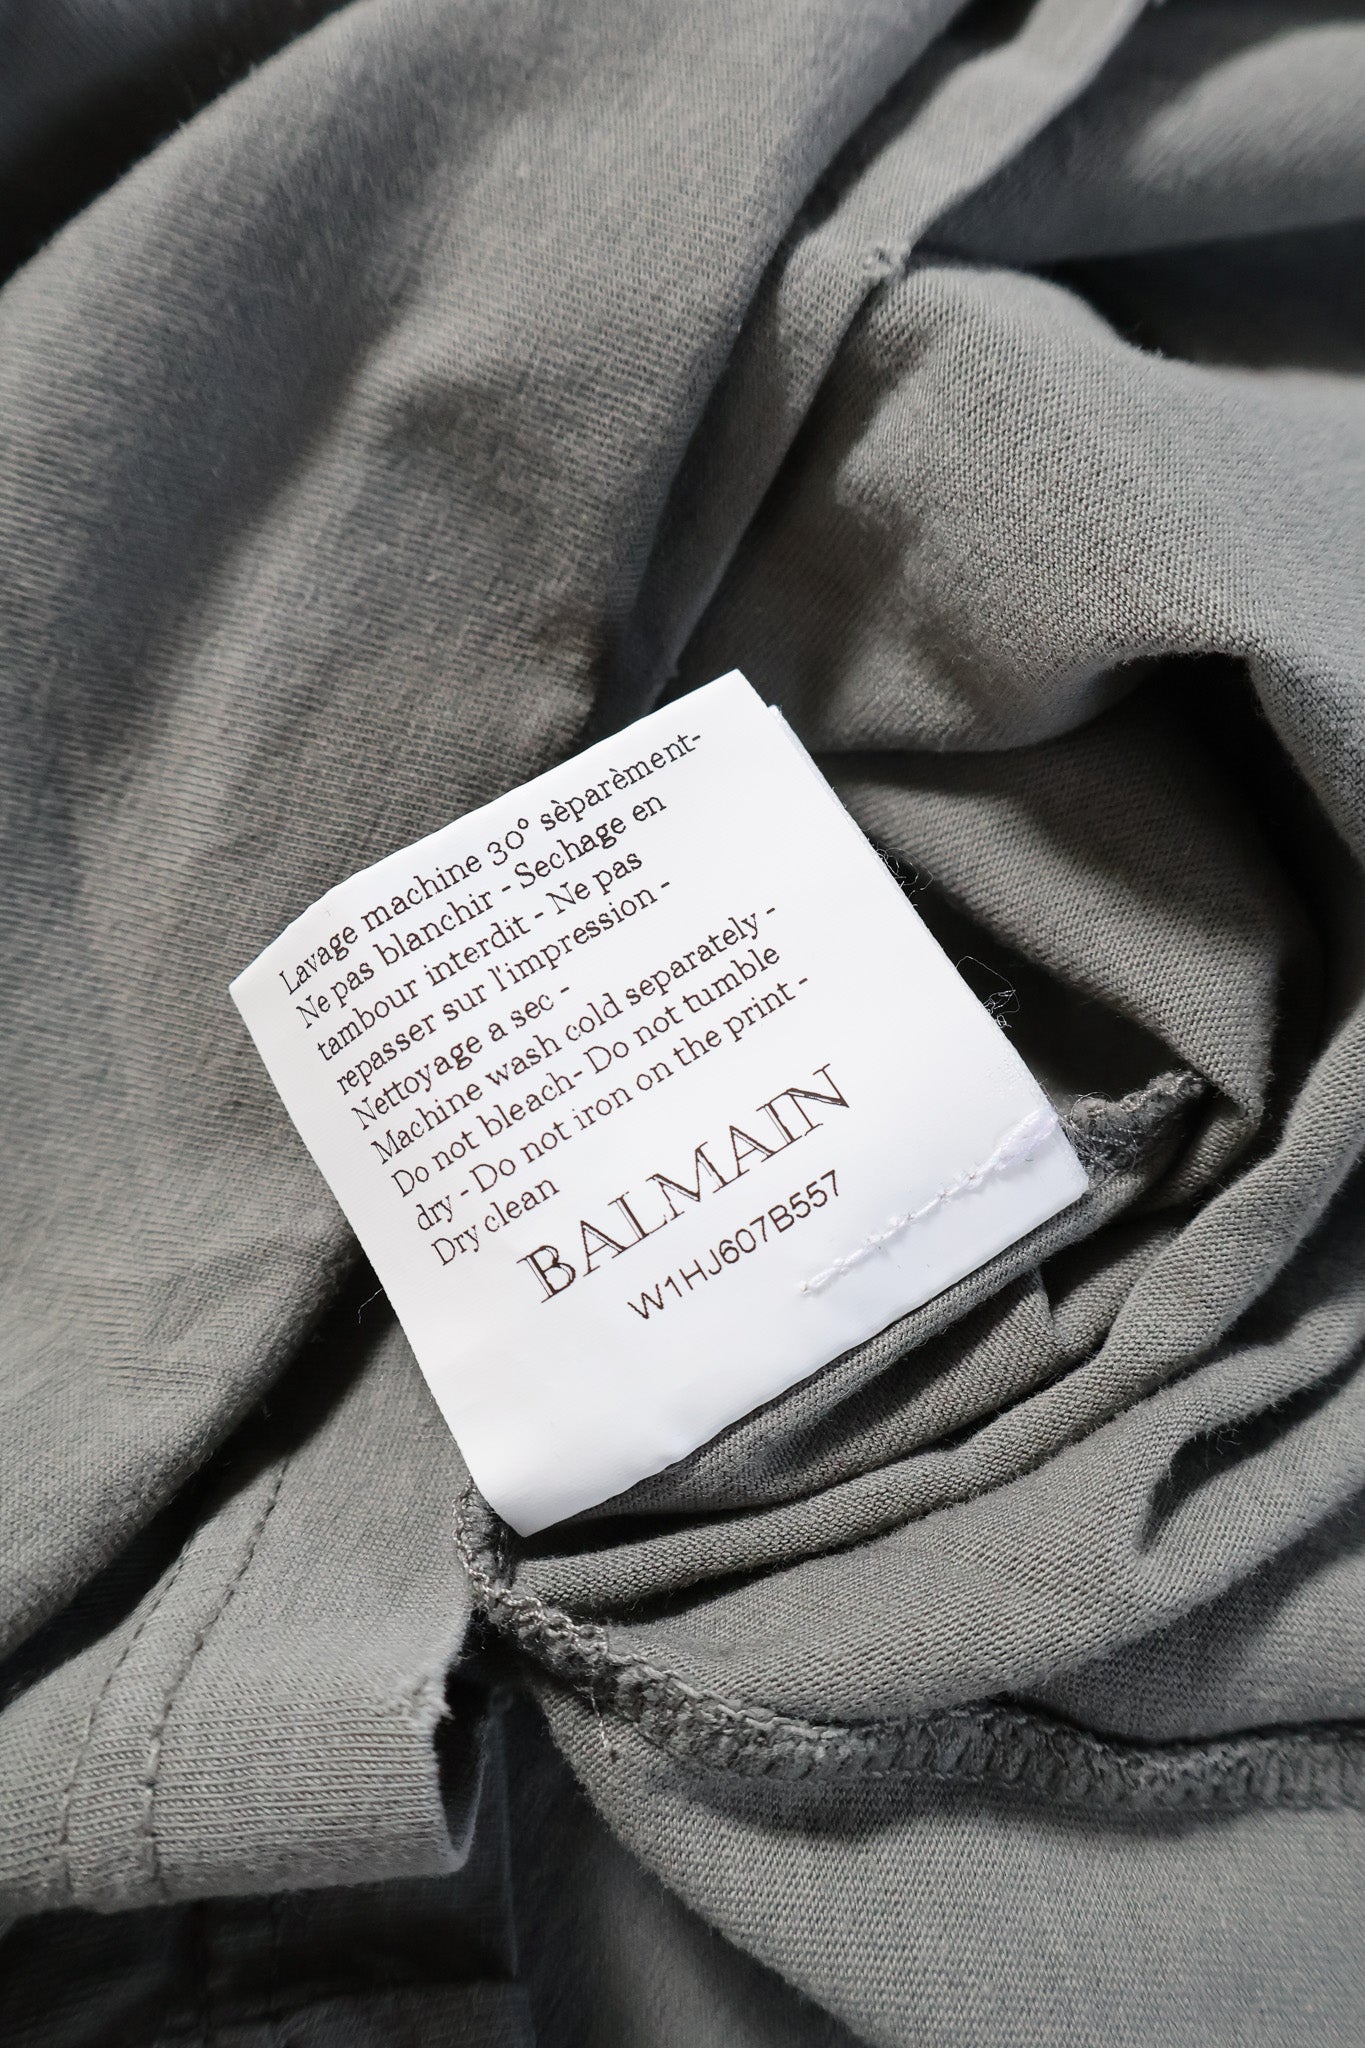 Lavage machine 30° sèparèment-
Ne pas blanchir - Sechage en
tambour interdit - Ne pas
repasser sur l'impression -
Nettoyage a sec -
Machine wash cold separately -
Do not bleach- Do not tumble
dry - Do not iron on the print -
Dry clean
BALMAIN
W1HJ607B557